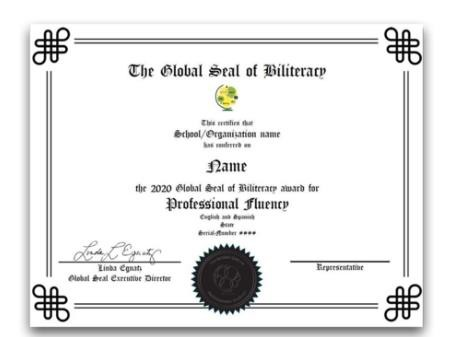 The Global Seal of Biliteracy
This certifies that
School/Organization name
has conferred on
Name
the 2020 Global Seal of Biliteracy award for
Professional Fluency
English and Spanish
State
Serial-Number ****
Linda Egnatz
Linda Egnatz
Global Seal Executive Director
Representative